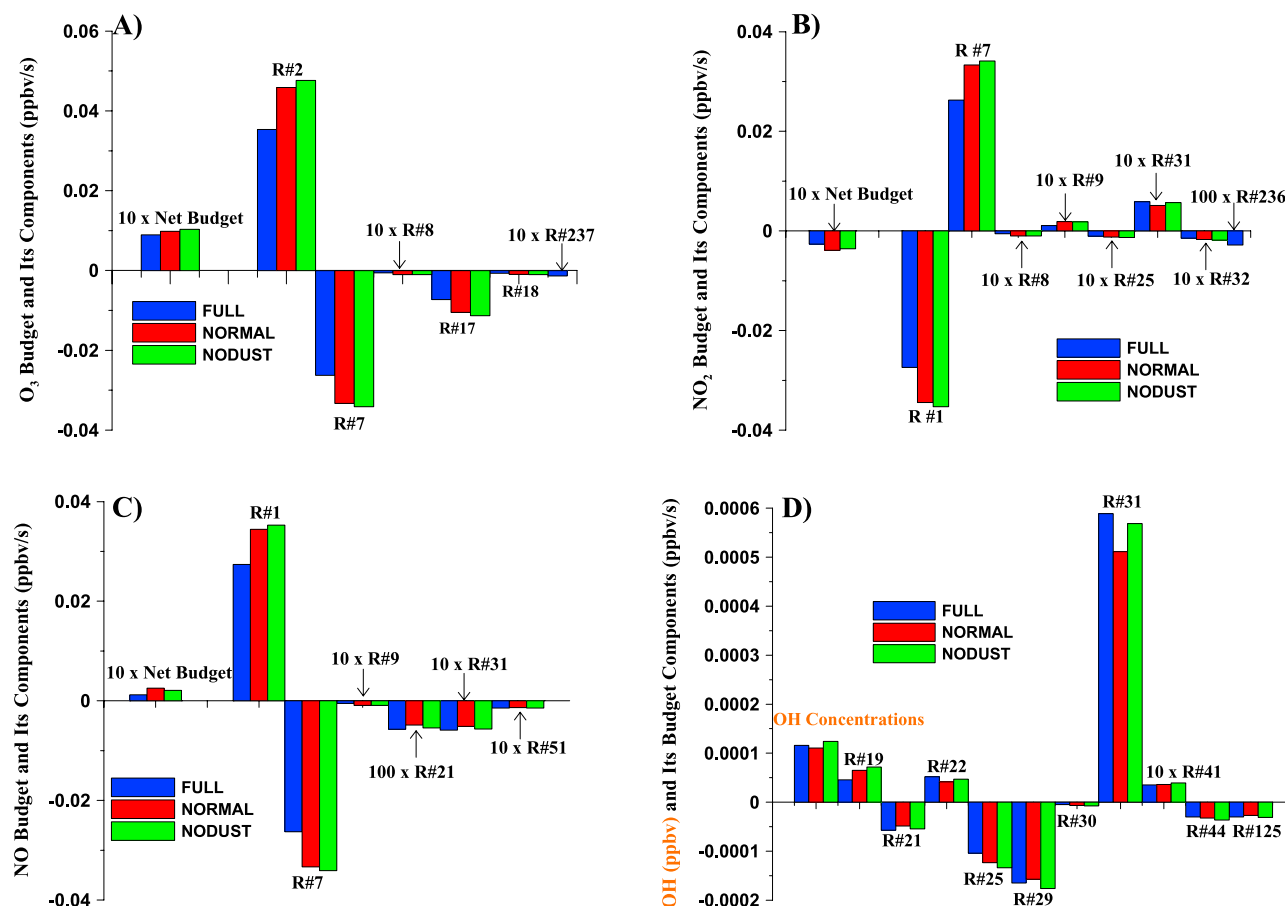 A)
O₃ Budget and Its Components (ppbv/s)
0.06
0.04
0.02
0
-0.02
-0.04
10 x Net Budget
R#2
R#7
10 x R#8
R#17
R#18
10 x R#237
FULL
NORMAL
NODUST
B)
NO₂ Budget and Its Components (ppbv/s)
0.04
0.02
0
-0.02
-0.04
10 x Net Budget
R #1
R #7
10 x R#8
10 x R#9
10 x R#25
10 x R#31
10 x R#32
100 x R#236
FULL
NORMAL
NODUST
C)
NO Budget and Its Components (ppbv/s)
0.04
0.02
0
-0.02
-0.04
10 x Net Budget
R#1
R#7
10 x R#9
100 x R#21
10 x R#31
10 x R#51
FULL
NORMAL
NODUST
D)
OH (ppbv) and Its Budget Components (ppbv/s)
0.0006
0.0005
0.0004
0.0003
0.0002
0.0001
0
-0.0001
-0.0002
OH Concentrations
R#19
R#21
R#22
R#25
R#29
R#30
R#31
10 x R#41
R#44
R#125
FULL
NORMAL
NODUST